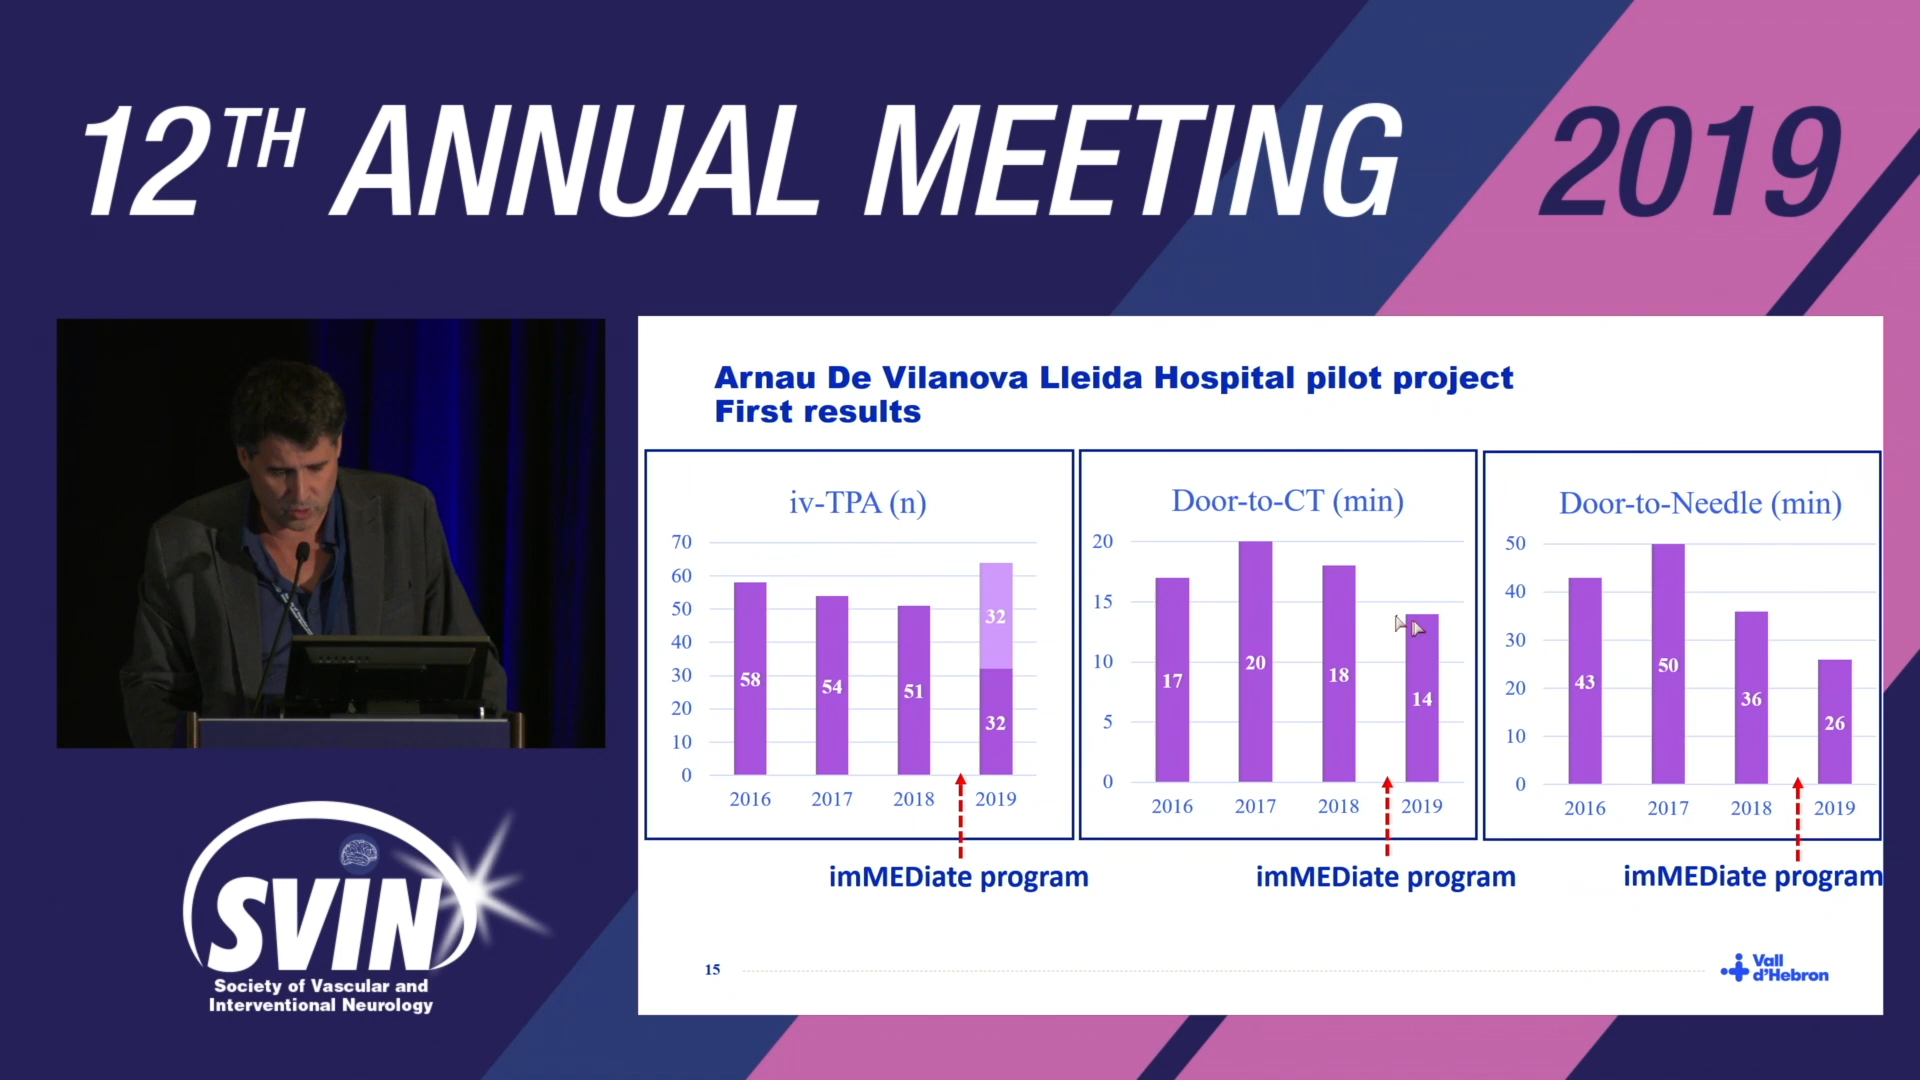 12TH ANNUAL MEETING 2019
Arnau De Vilanova Lleida Hospital pilot project
First results
iv-TPA (n)
70
60
50
40
30
20
10
0
58
54
51
32
32
2016 2017 2018 2019
imMEDiate program
Door-to-CT (min)
20
15
10
5
0
17
20
18
14
2016 2017 2018 2019
imMEDiate program
Door-to-Needle (min)
50
40
30
20
10
0
43
50
36
26
2016 2017 2018 2019
imMEDiate program
15
Vall
d'Hebron
SVIN
Society of Vascular and
Interventional Neurology